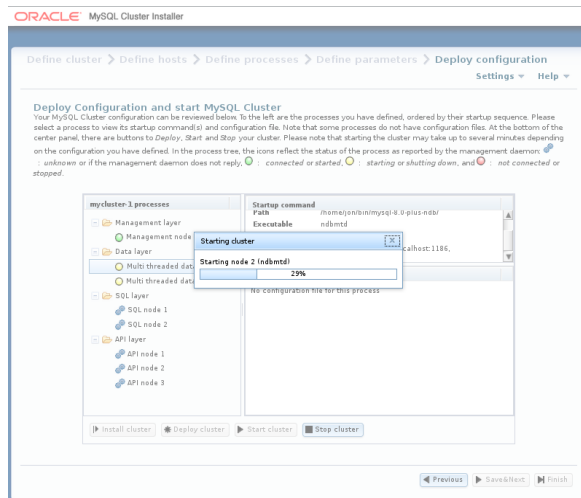 ORACLE MySQL Cluster Installer
Define cluster > Define hosts > Define processes > Define parameters > Deploy configuration
Settings Help
Deploy Configuration and start MySQL Cluster
Your MySQL Cluster configuration can be reviewed below. To the left are the processes you have defined, ordered by their startup sequence. Please
select a process to view its startup command(s) and configuration file. Note that some processes do not have configuration files. At the bottom of the
center panel, there are buttons to Deploy, Start and Stop your cluster. Please note that starting the cluster may take up to several minutes depending
on the configuration you have defined. In the process tree, the icons reflect the status of the process as reported by the management daemon:
: unknown or if the management daemon does not reply, : connected or started, : starting or shutting down, and : not connected or
stopped.
mycluster-1 processes
Management layer
Management node
Data layer
Multi threaded dat
Multi threaded dat
SQL layer
SQL node 1
SQL node 2
API layer
API node 1
API node 2
API node 3
Startup command
Path /home/jon/bin/mysql-8.0-plus-ndb/
Executable ndbmtd
calhost:1186,
Starting cluster
X
Starting node 2 (ndbmtd)
29%
No configuration file for this process
Install cluster Deploy cluster Start cluster Stop cluster
Previous Save&Next Finish